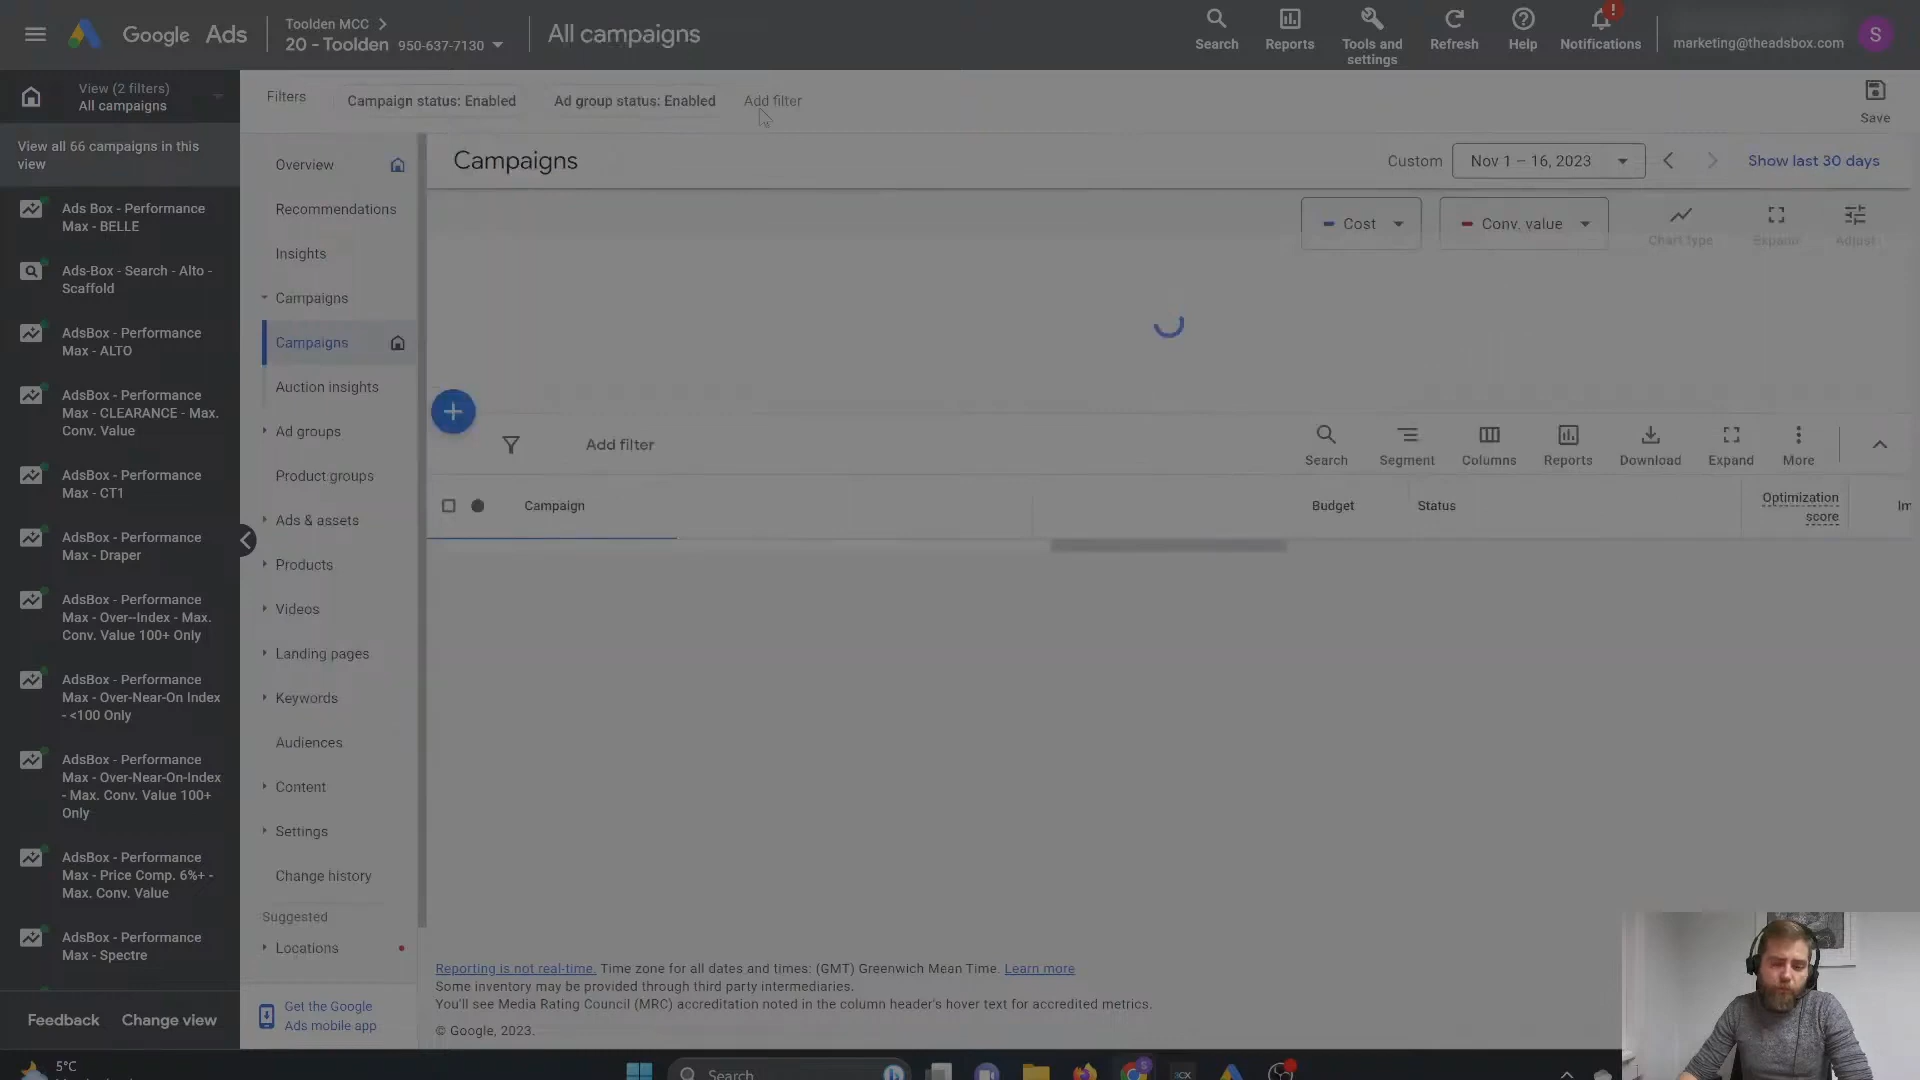 Google Ads
Toolden MCC
20 - Toolden 950-637-7130
All campaigns
Search
Reports
Tools and settings
Refresh
Help
Notifications
!
marketing@theadsbox.com
S
View (2 filters)
All campaigns
Filters
Campaign status: Enabled
Ad group status: Enabled
Add filter
Save
View all 66 campaigns in this
view
Ads Box - Performance
Max - BELLE
Ads-Box - Search - Alto -
Scaffold
AdsBox - Performance
Max - ALTO
AdsBox - Performance
Max - CLEARANCE - Max.
Conv. Value
AdsBox - Performance
Max - CT1
AdsBox - Performance
Max - Draper
AdsBox - Performance
Max - Over--Index - Max.
Conv. Value 100+ Only
AdsBox - Performance
Max - Over-Near-On Index
- <100 Only
AdsBox - Performance
Max - Over-Near-On-Index
- Max. Conv. Value 100+
Only
AdsBox - Performance
Max - Price Comp. 6%+ -
Max. Conv. Value
AdsBox - Performance
Max - Spectre
Feedback
Change view
Overview
Recommendations
Insights
Campaigns
Campaigns
Auction insights
Ad groups
Product groups
Ads & assets
Products
Videos
Landing pages
Keywords
Audiences
Content
Settings
Change history
Suggested
Locations
Get the Google
Ads mobile app
Campaigns
Custom
Nov 1 – 16, 2023
Show last 30 days
Cost
Conv. value
Chart type
Expand
Adjust
Add filter
Search
Segment
Columns
Reports
Download
Expand
More
Campaign
Budget
Status
Optimization
score
Im
Reporting is not real-time. Time zone for all dates and times: (GMT) Greenwich Mean Time. Learn more
Some inventory may be provided through third party intermediaries.
You'll see Media Rating Council (MRC) accreditation noted in the column header's hover text for accredited metrics.
© Google, 2023.
5°C
Search